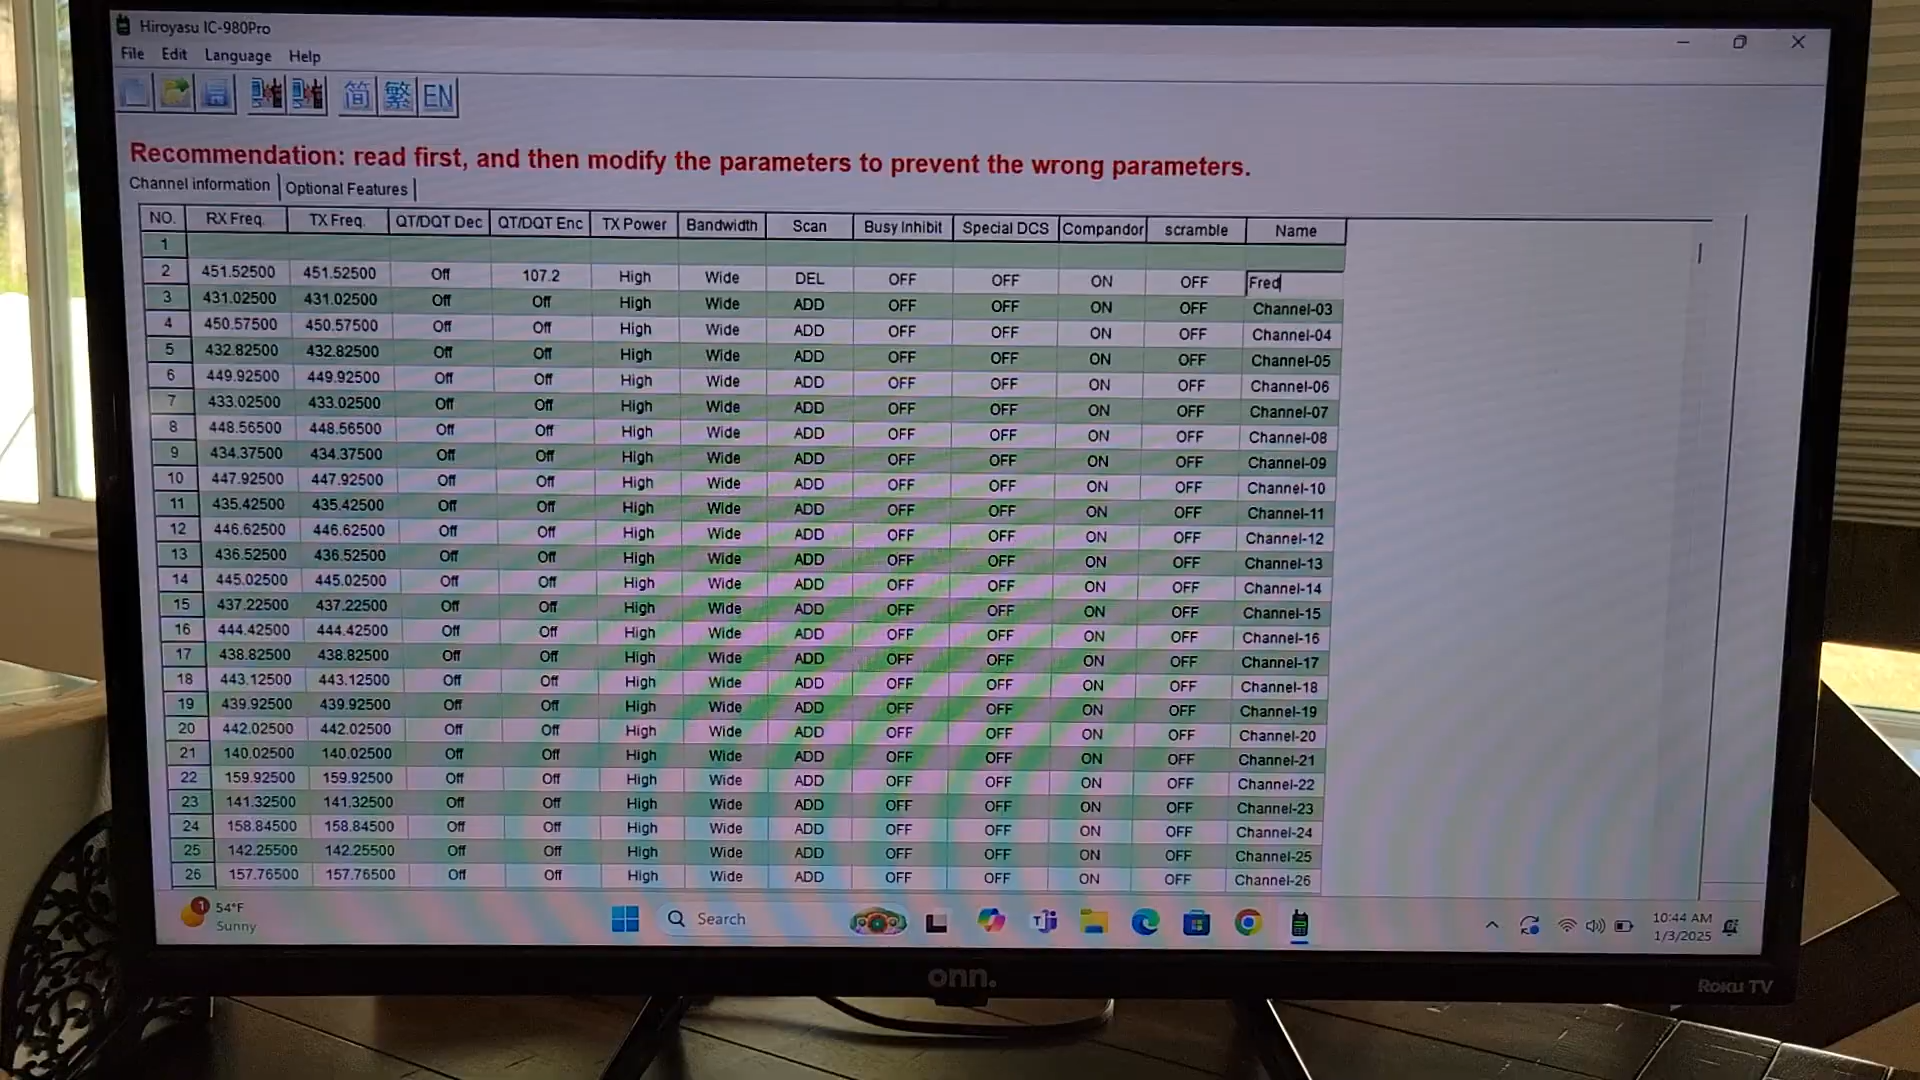 Hiroyasu IC-980Pro
File Edit Language Help
简 繁 EN
Recommendation: read first, and then modify the parameters to prevent the wrong parameters.
Channel information Optional Features
NO. RX Freq. TX Freq. QT/DQT Dec QT/DQT Enc TX Power Bandwidth Scan Busy Inhibit Special DCS Compandor scramble Name
1
2 451.52500 451.52500 Off 107.2 High Wide DEL OFF OFF ON OFF Fred
3 431.02500 431.02500 Off Off High Wide ADD OFF OFF ON OFF Channel-03
4 450.57500 450.57500 Off Off High Wide ADD OFF OFF ON OFF Channel-04
5 432.82500 432.82500 Off Off High Wide ADD OFF OFF ON OFF Channel-05
6 449.92500 449.92500 Off Off High Wide ADD OFF OFF ON OFF Channel-06
7 433.02500 433.02500 Off Off High Wide ADD OFF OFF ON OFF Channel-07
8 448.56500 448.56500 Off Off High Wide ADD OFF OFF ON OFF Channel-08
9 434.37500 434.37500 Off Off High Wide ADD OFF OFF ON OFF Channel-09
10 447.92500 447.92500 Off Off High Wide ADD OFF OFF ON OFF Channel-10
11 435.42500 435.42500 Off Off High Wide ADD OFF OFF ON OFF Channel-11
12 446.62500 446.62500 Off Off High Wide ADD OFF OFF ON OFF Channel-12
13 436.52500 436.52500 Off Off High Wide ADD OFF OFF ON OFF Channel-13
14 445.02500 445.02500 Off Off High Wide ADD OFF OFF ON OFF Channel-14
15 437.22500 437.22500 Off Off High Wide ADD OFF OFF ON OFF Channel-15
16 444.42500 444.42500 Off Off High Wide ADD OFF OFF ON OFF Channel-16
17 438.82500 438.82500 Off Off High Wide ADD OFF OFF ON OFF Channel-17
18 443.12500 443.12500 Off Off High Wide ADD OFF OFF ON OFF Channel-18
19 439.92500 439.92500 Off Off High Wide ADD OFF OFF ON OFF Channel-19
20 442.02500 442.02500 Off Off High Wide ADD OFF OFF ON OFF Channel-20
21 140.02500 140.02500 Off Off High Wide ADD OFF OFF ON OFF Channel-21
22 159.92500 159.92500 Off Off High Wide ADD OFF OFF ON OFF Channel-22
23 141.32500 141.32500 Off Off High Wide ADD OFF OFF ON OFF Channel-23
24 158.84500 158.84500 Off Off High Wide ADD OFF OFF ON OFF Channel-24
25 142.25500 142.25500 Off Off High Wide ADD OFF OFF ON OFF Channel-25
26 157.76500 157.76500 Off Off High Wide ADD OFF OFF ON OFF Channel-26
1 54°F
Sunny
Search
10:44 AM
1/3/2025
onn.
Roku TV